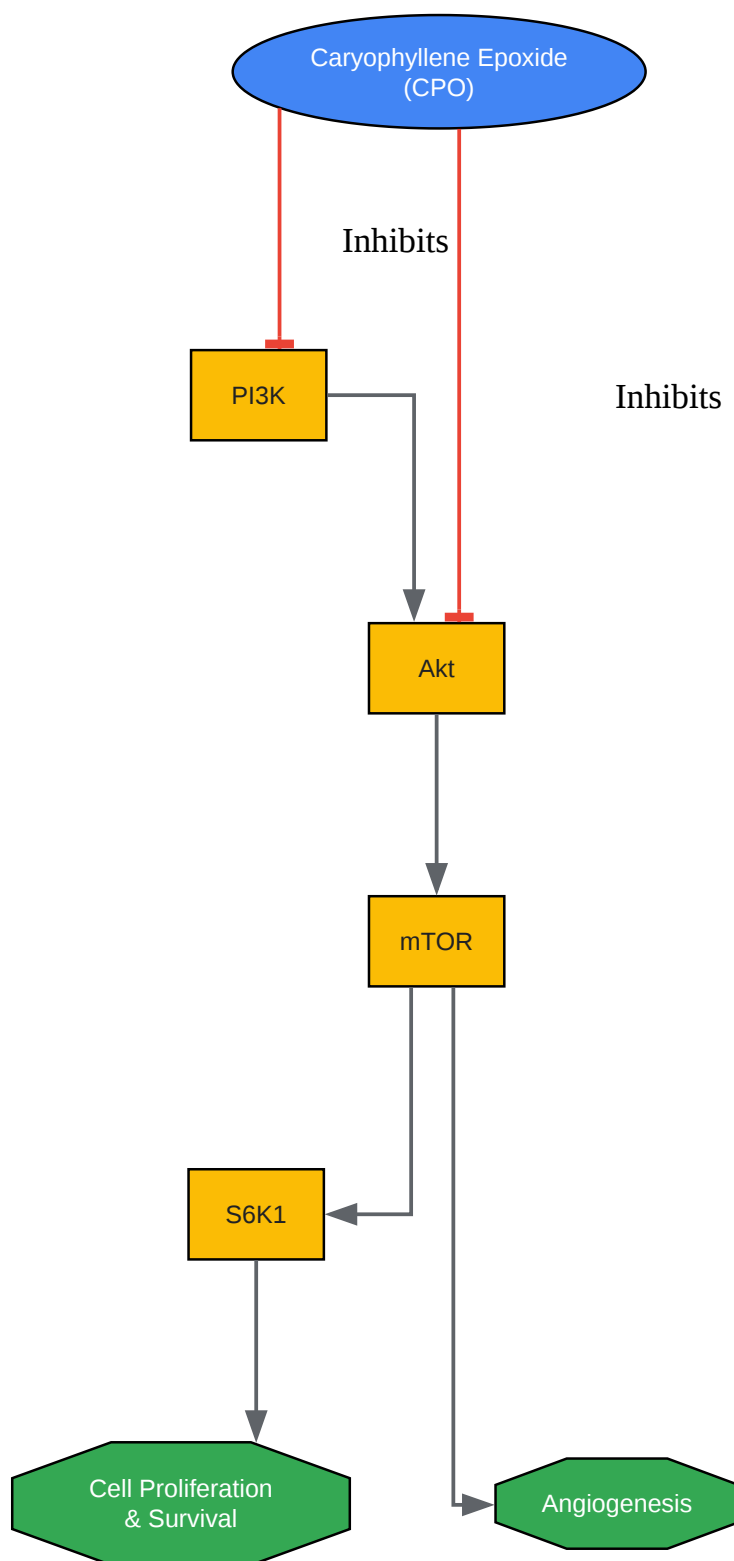 Caryophyllene Epoxide
(CPO)
Inhibits
PI3K
Inhibits
Akt
mTOR
S6K1
Cell Proliferation
& Survival
Angiogenesis